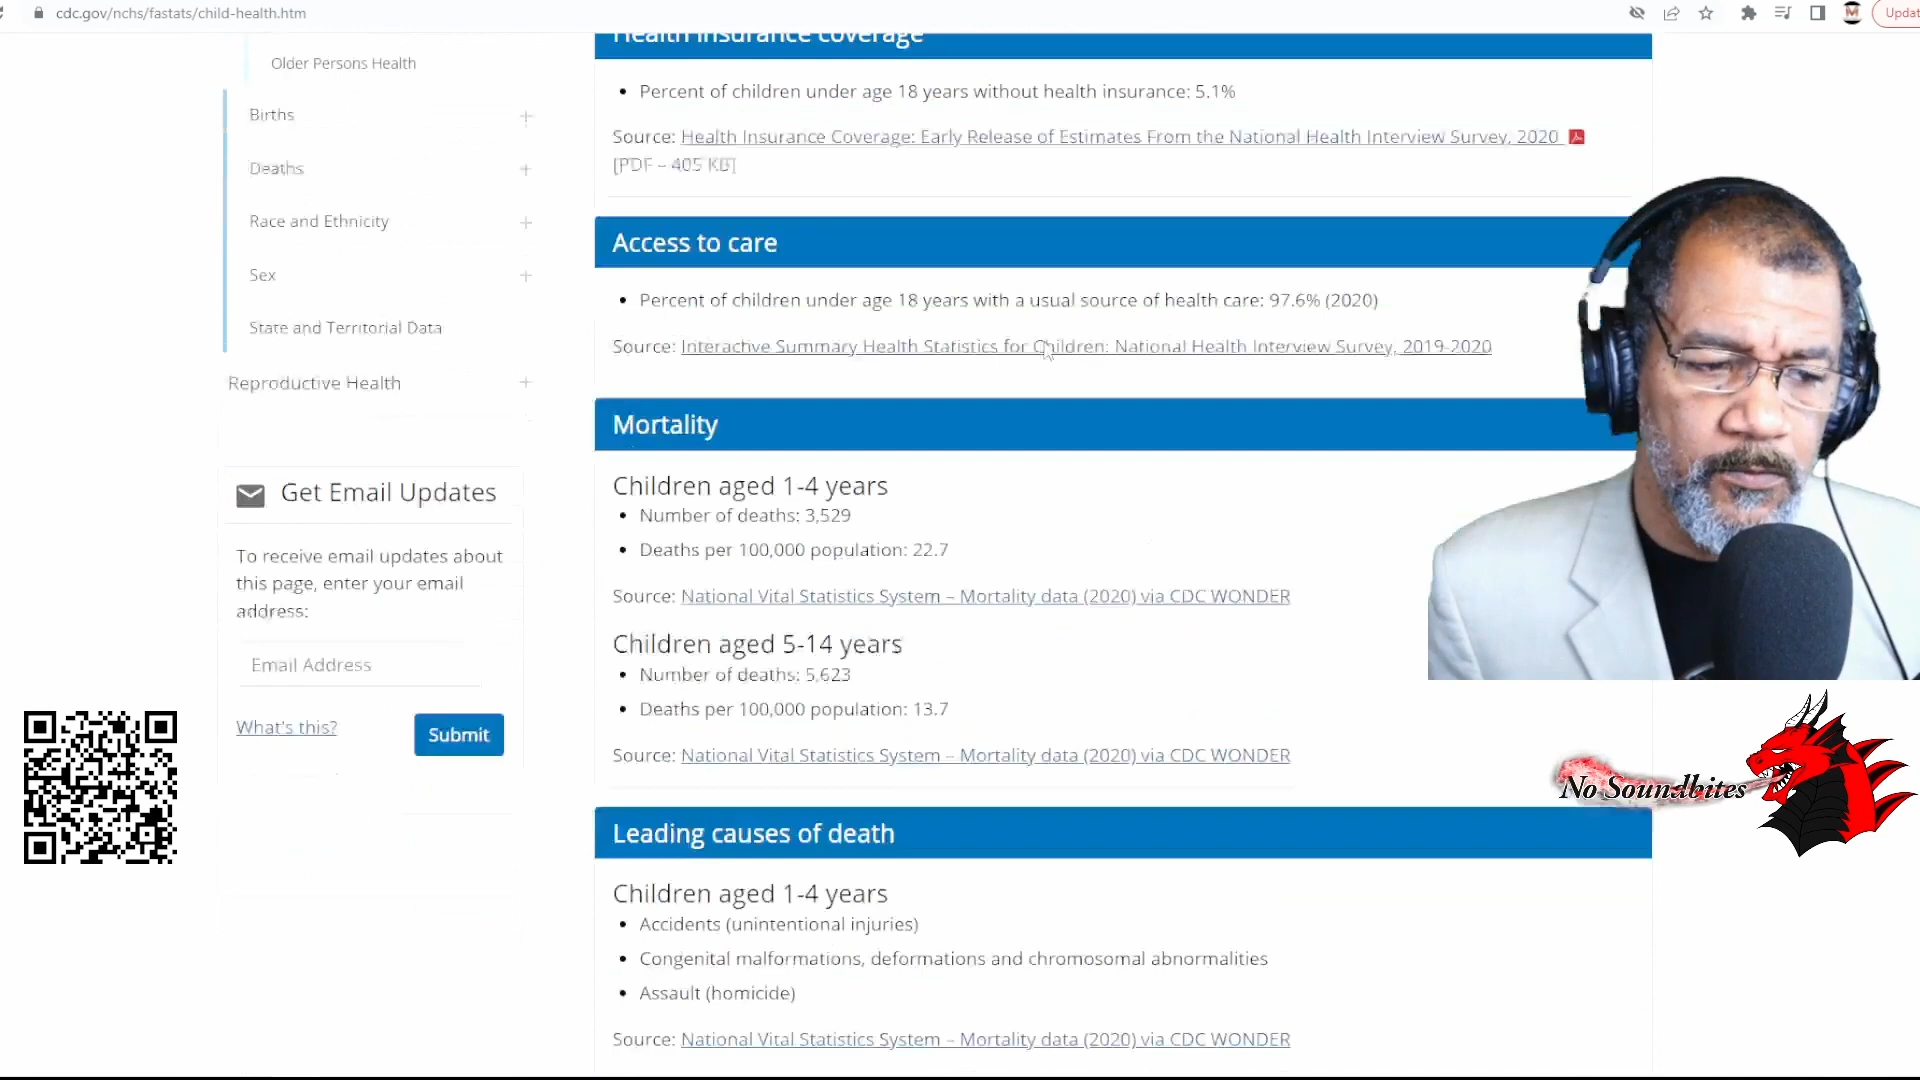 cdc.gov/nchs/fastats/child-health.htm
Updat
Older Persons Health
Births
Deaths
Race and Ethnicity
Sex
State and Territorial Data
Reproductive Health
Get Email Updates
To receive email updates about
this page, enter your email
address:
Email Address
What's this?
Submit
Health insurance coverage
• Percent of children under age 18 years without health insurance: 5.1%
Source: Health Insurance Coverage: Early Release of Estimates From the National Health Interview Survey, 2020
[PDF – 405 KB]
Access to care
• Percent of children under age 18 years with a usual source of health care: 97.6% (2020)
Source: Interactive Summary Health Statistics for Children: National Health Interview Survey, 2019-2020
Mortality
Children aged 1-4 years
• Number of deaths: 3,529
• Deaths per 100,000 population: 22.7
Source: National Vital Statistics System – Mortality data (2020) via CDC WONDER
Children aged 5-14 years
• Number of deaths: 5,623
• Deaths per 100,000 population: 13.7
Source: National Vital Statistics System – Mortality data (2020) via CDC WONDER
Leading causes of death
Children aged 1-4 years
• Accidents (unintentional injuries)
• Congenital malformations, deformations and chromosomal abnormalities
• Assault (homicide)
Source: National Vital Statistics System – Mortality data (2020) via CDC WONDER
No Soundbites